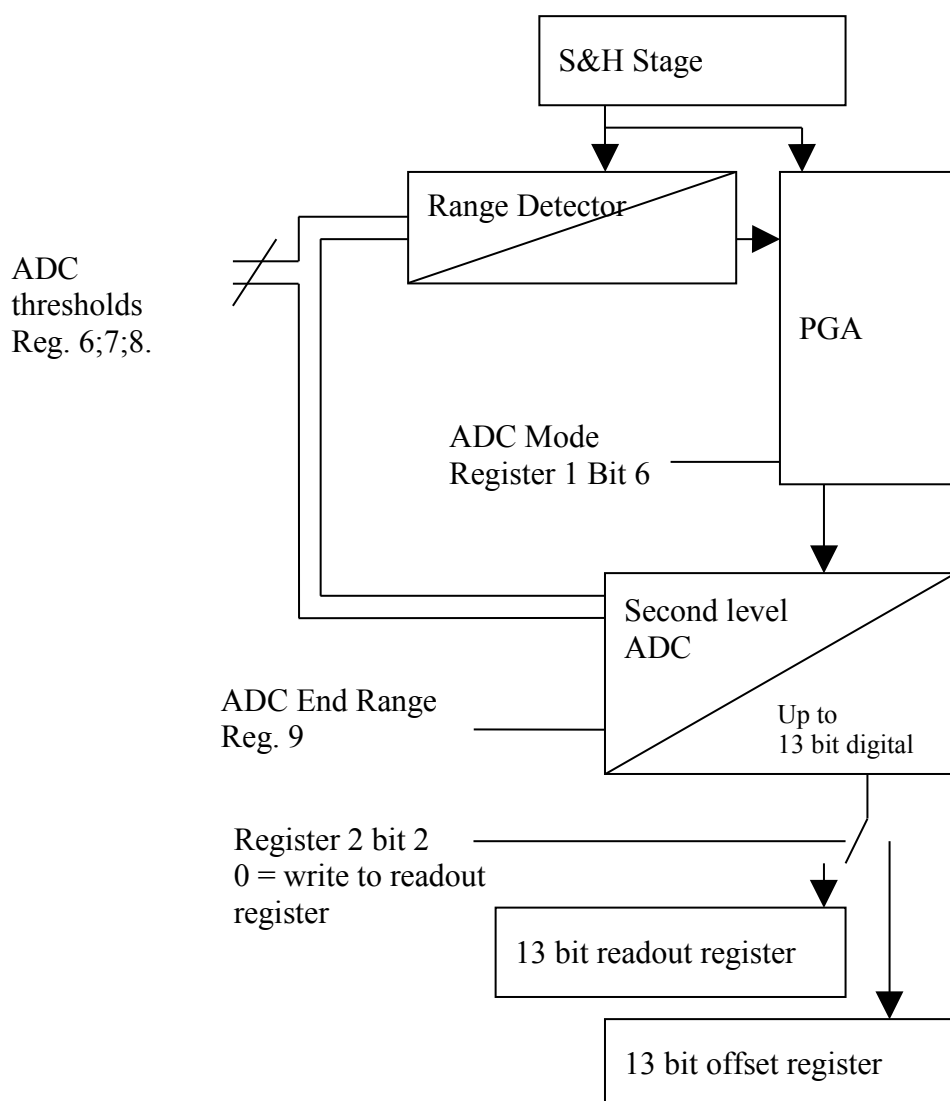 S&H Stage
Range Detector
ADC
thresholds
Reg. 6;7;8.
PGA
ADC Mode
Register 1 Bit 6
Second level
ADC
ADC End Range
Reg. 9
Up to
13 bit digital
Register 2 bit 2
0 = write to readout
register
13 bit readout register
13 bit offset register